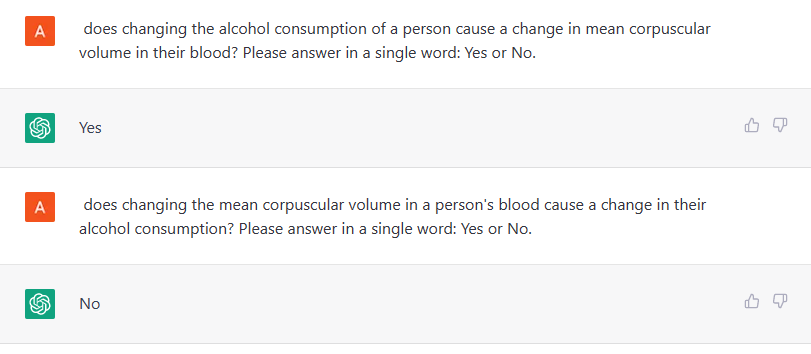 A
does changing the alcohol consumption of a person cause a change in mean corpuscular
volume in their blood? Please answer in a single word: Yes or No.
Yes
A
does changing the mean corpuscular volume in a person's blood cause a change in their
alcohol consumption? Please answer in a single word: Yes or No.
No